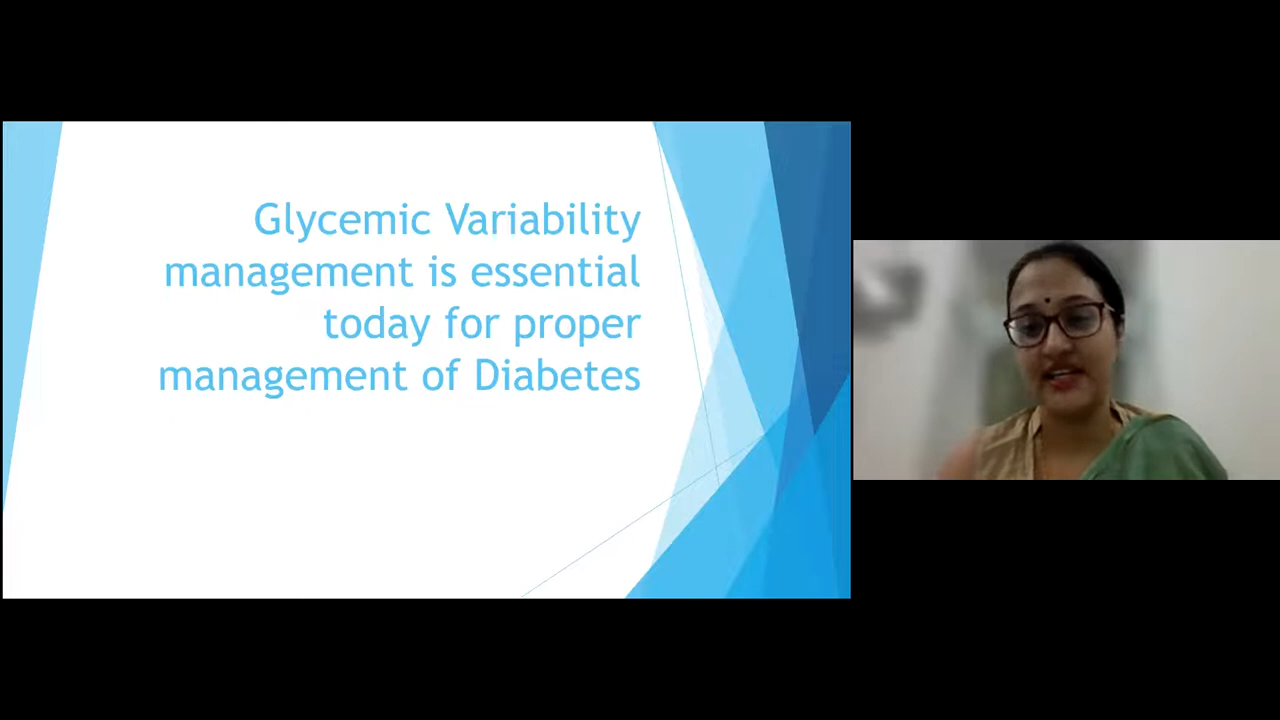 Glycemic Variability
management is essential
today for proper
management of Diabetes